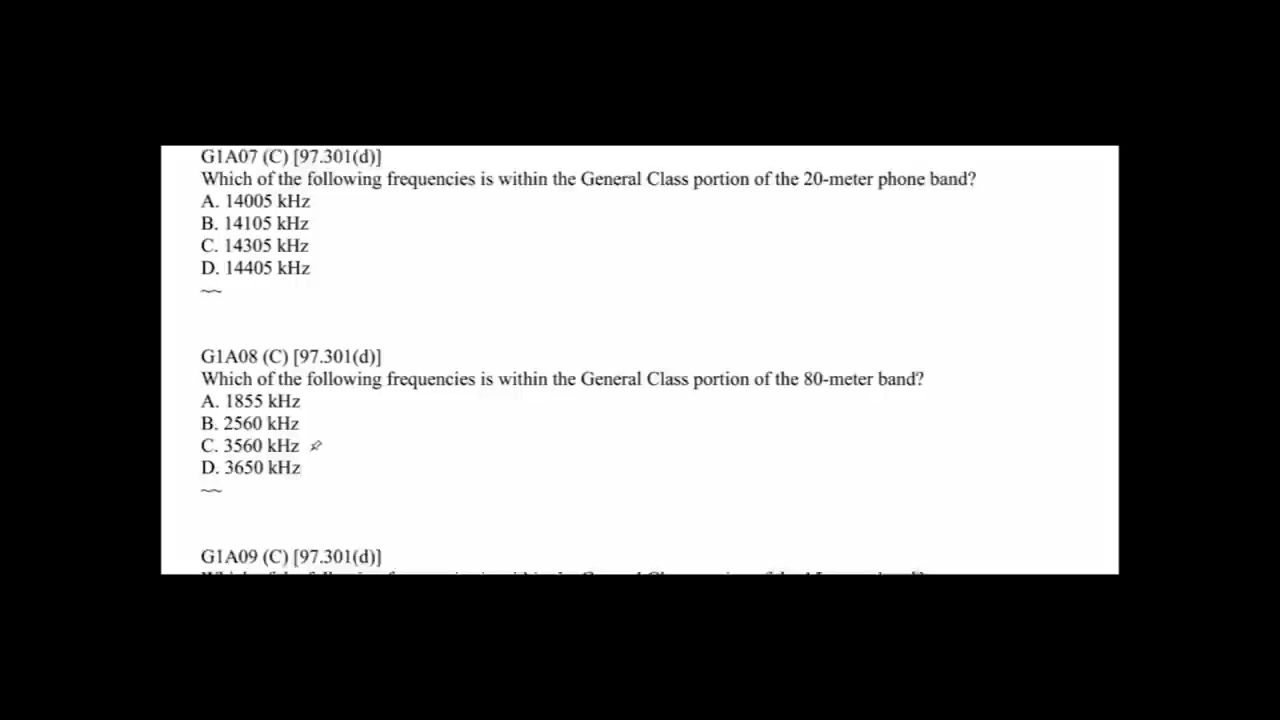 G1A07 (C) [97.301(d)]
Which of the following frequencies is within the General Class portion of the 20-meter phone band?
A. 14005 kHz
B. 14105 kHz
C. 14305 kHz
D. 14405 kHz
~~
G1A08 (C) [97.301(d)]
Which of the following frequencies is within the General Class portion of the 80-meter band?
A. 1855 kHz
B. 2560 kHz
C. 3560 kHz
D. 3650 kHz
~~
G1A09 (C) [97.301(d)]